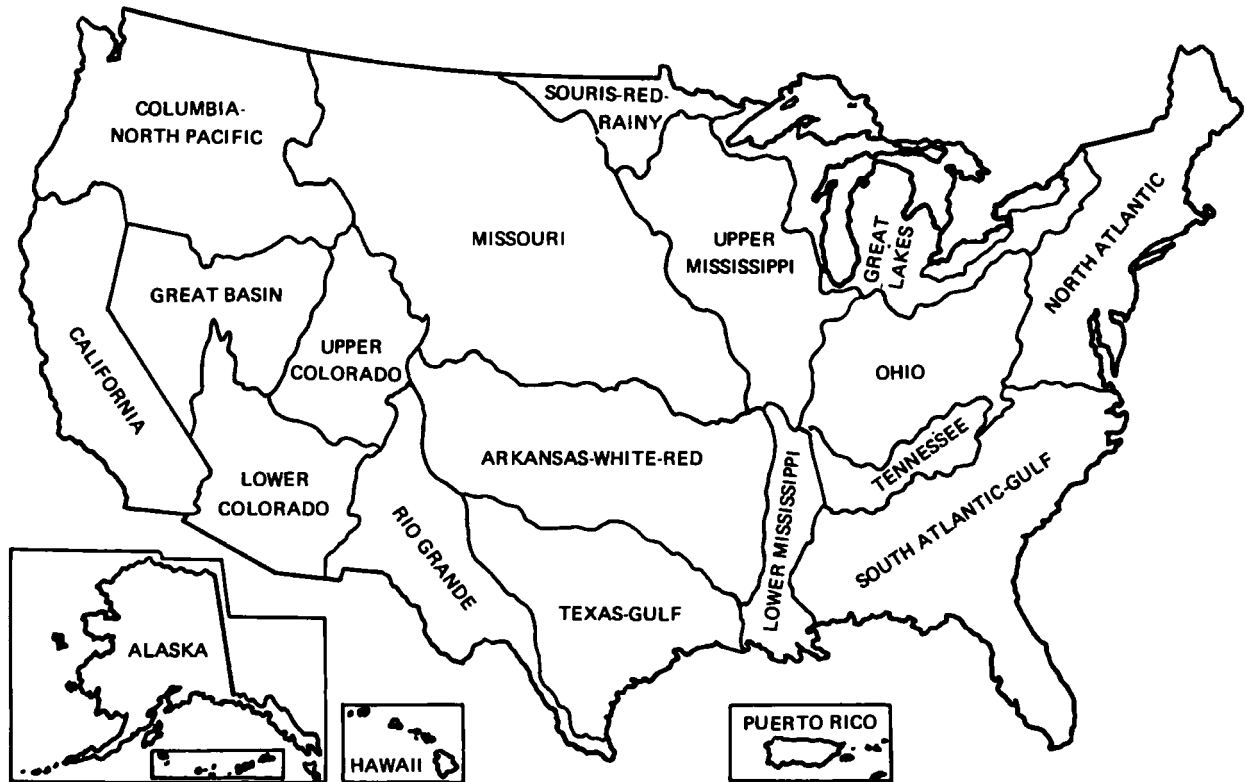 COLUMBIA-
NORTH PACIFIC
SOURIS-RED-
RAINY
MISSOURI
UPPER
MISSISSIPPI
GREAT
LAKES
NORTH ATLANTIC
GREAT BASIN
CALIFORNIA
UPPER
COLORADO
OHIO
TENNESSEE
ARKANSAS-WHITE-RED
LOWER
COLORADO
RIO GRANDE
LOWER MISSISSIPPI
SOUTH ATLANTIC-GULF
TEXAS-GULF
ALASKA
HAWAII
PUERTO RICO